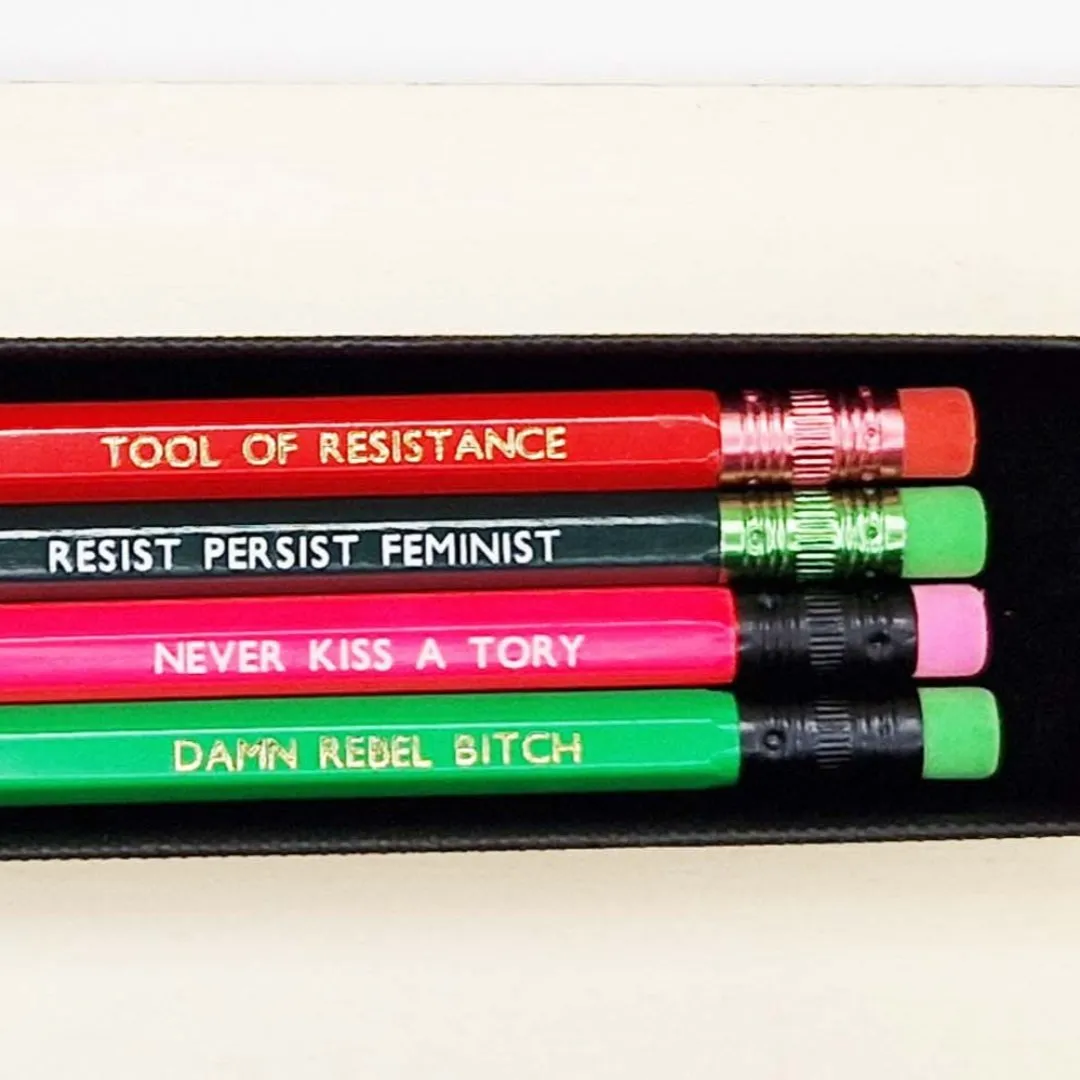 TOOL OF RESISTANCE
RESIST PERSIST FEMINIST
NEVER KISS A TORY
DAMN REBEL BITCH